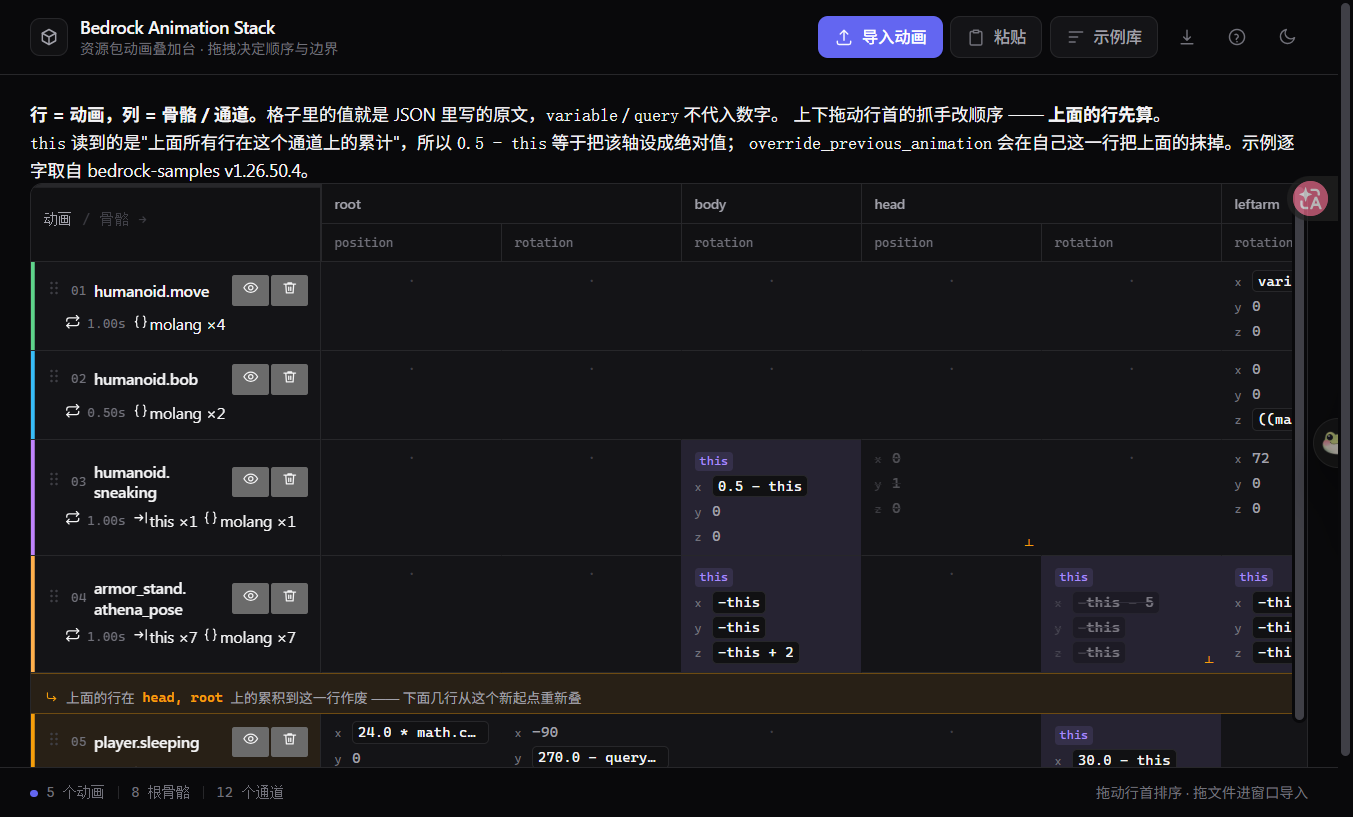 Bedrock Animation Stack
资源包动画叠加台 · 拖拽决定顺序与边界
导入动画 粘贴 示例库
行 = 动画，列 = 骨骼 / 通道。格子里的值就是 JSON 里写的原文，variable / query 不代入数字。 上下拖动行首的抓手改顺序 —— 上面的行先算。
this 读到的是"上面所有行在这个通道上的累计"，所以 0.5 - this 等于把该轴设成绝对值； override_previous_animation 会在自己这一行把上面的抹掉。示例逐
字取自 bedrock-samples v1.26.50.4。
动画 / 骨骼 →
root body head leftarm
position rotation rotation position rotation rotation
01 humanoid.move
1.00s {}molang ×4
x vari
y 0
z 0
02 humanoid.bob
0.50s {}molang ×2
x 0
y 0
z ((ma
03 humanoid.
sneaking
1.00s →|this ×1 {}molang ×1
this
x 0.5 - this
y 0
z 0
x 0
y 1
z 0
⊥
x 72
y 0
z 0
04 armor_stand.
athena_pose
1.00s →|this ×7 {}molang ×7
this
x -this
y -this
z -this + 2
this
x -this - 5
y -this
z -this
⊥
this
x -thi
y -thi
z -thi
↳ 上面的行在 head, root 上的累积到这一行作废 —— 下面几行从这个新起点重新叠
05 player.sleeping
x 24.0 * math.c…
y 0
x -90
y 270.0 - query…
this
x 30.0 - this
5 个动画 8 根骨骼 12 个通道
拖动行首排序 · 拖文件进窗口导入